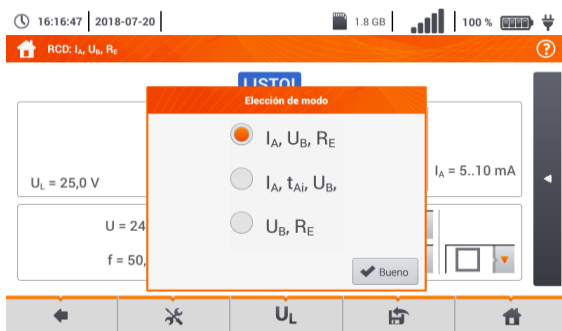 16:16:47 2018-07-20 1.8 GB 100 %
RCD: IA, UB, RE
Elección de modo
IA, UB, RE
IA, tAi, UB,
UB, RE
UL = 25,0 V
IA = 5..10 mA
U = 24
f = 50,
Bueno
UL